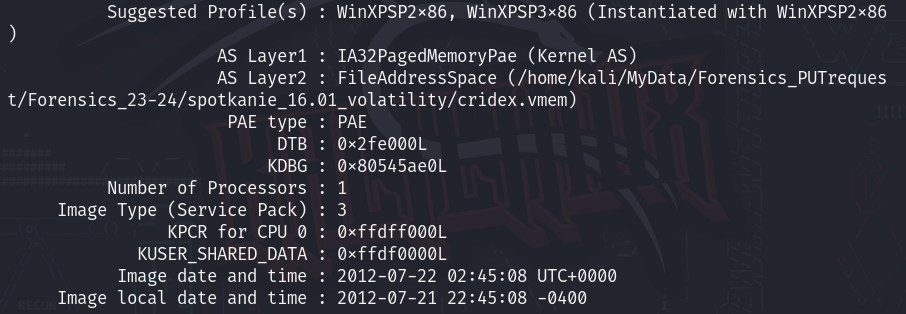 Suggested Profile(s) : WinXPSP2×86, WinXPSP3×86 (Instantiated with WinXPSP2×86
)
AS Layer1 : IA32PagedMemoryPae (Kernel AS)
AS Layer2 : FileAddressSpace (/home/kali/MyData/Forensics_PUTreques
t/Forensics_23-24/spotkanie_16.01_volatility/cridex.vmem)
PAE type : PAE
DTB : 0×2fe000L
KDBG : 0×80545ae0L
Number of Processors : 1
Image Type (Service Pack) : 3
KPCR for CPU 0 : 0×ffdff000L
KUSER_SHARED_DATA : 0×ffdf0000L
Image date and time : 2012-07-22 02:45:08 UTC+0000
Image local date and time : 2012-07-21 22:45:08 -0400